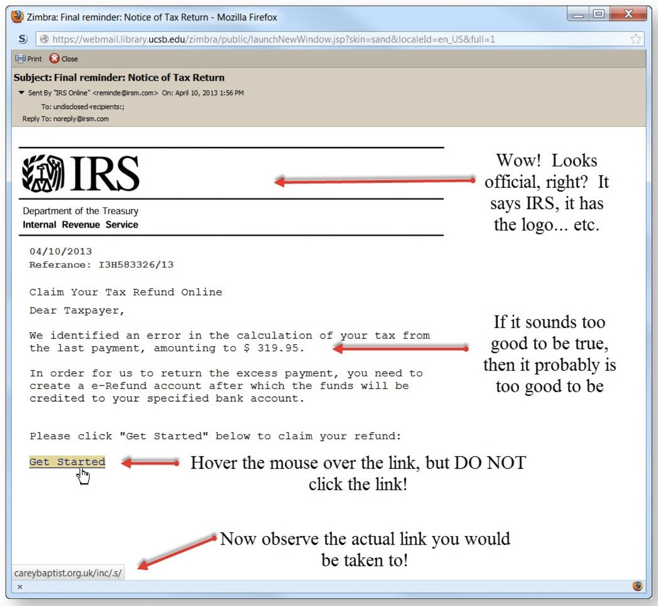 Zimbra: Final reminder: Notice of Tax Return - Mozilla Firefox
https://webmail.library.ucsb.edu/zimbra/public/launchNewWindow.jsp?skin=sand&localeId=en_US&full=1
Print Close
Subject: Final reminder: Notice of Tax Return
Sent By "IRS Online" <reminde@irsm.com> On: April 10, 2013 1:56 PM
To: undisclosed-recipients:;
Reply To: noreply@irsm.com
IRS
Department of the Treasury
Internal Revenue Service
Wow! Looks
official, right? It
says IRS, it has
the logo... etc.
04/10/2013
Referance: I3H583326/13
Claim Your Tax Refund Online
Dear Taxpayer,
We identified an error in the calculation of your tax from
the last payment, amounting to $ 319.95.
If it sounds too
good to be true,
then it probably is
too good to be
In order for us to return the excess payment, you need to
create a e-Refund account after which the funds will be
credited to your specified bank account.
Please click "Get Started" below to claim your refund:
Get Started
Hover the mouse over the link, but DO NOT
click the link!
Now observe the actual link you would
be taken to!
careybaptist.org.uk/inc/.s/